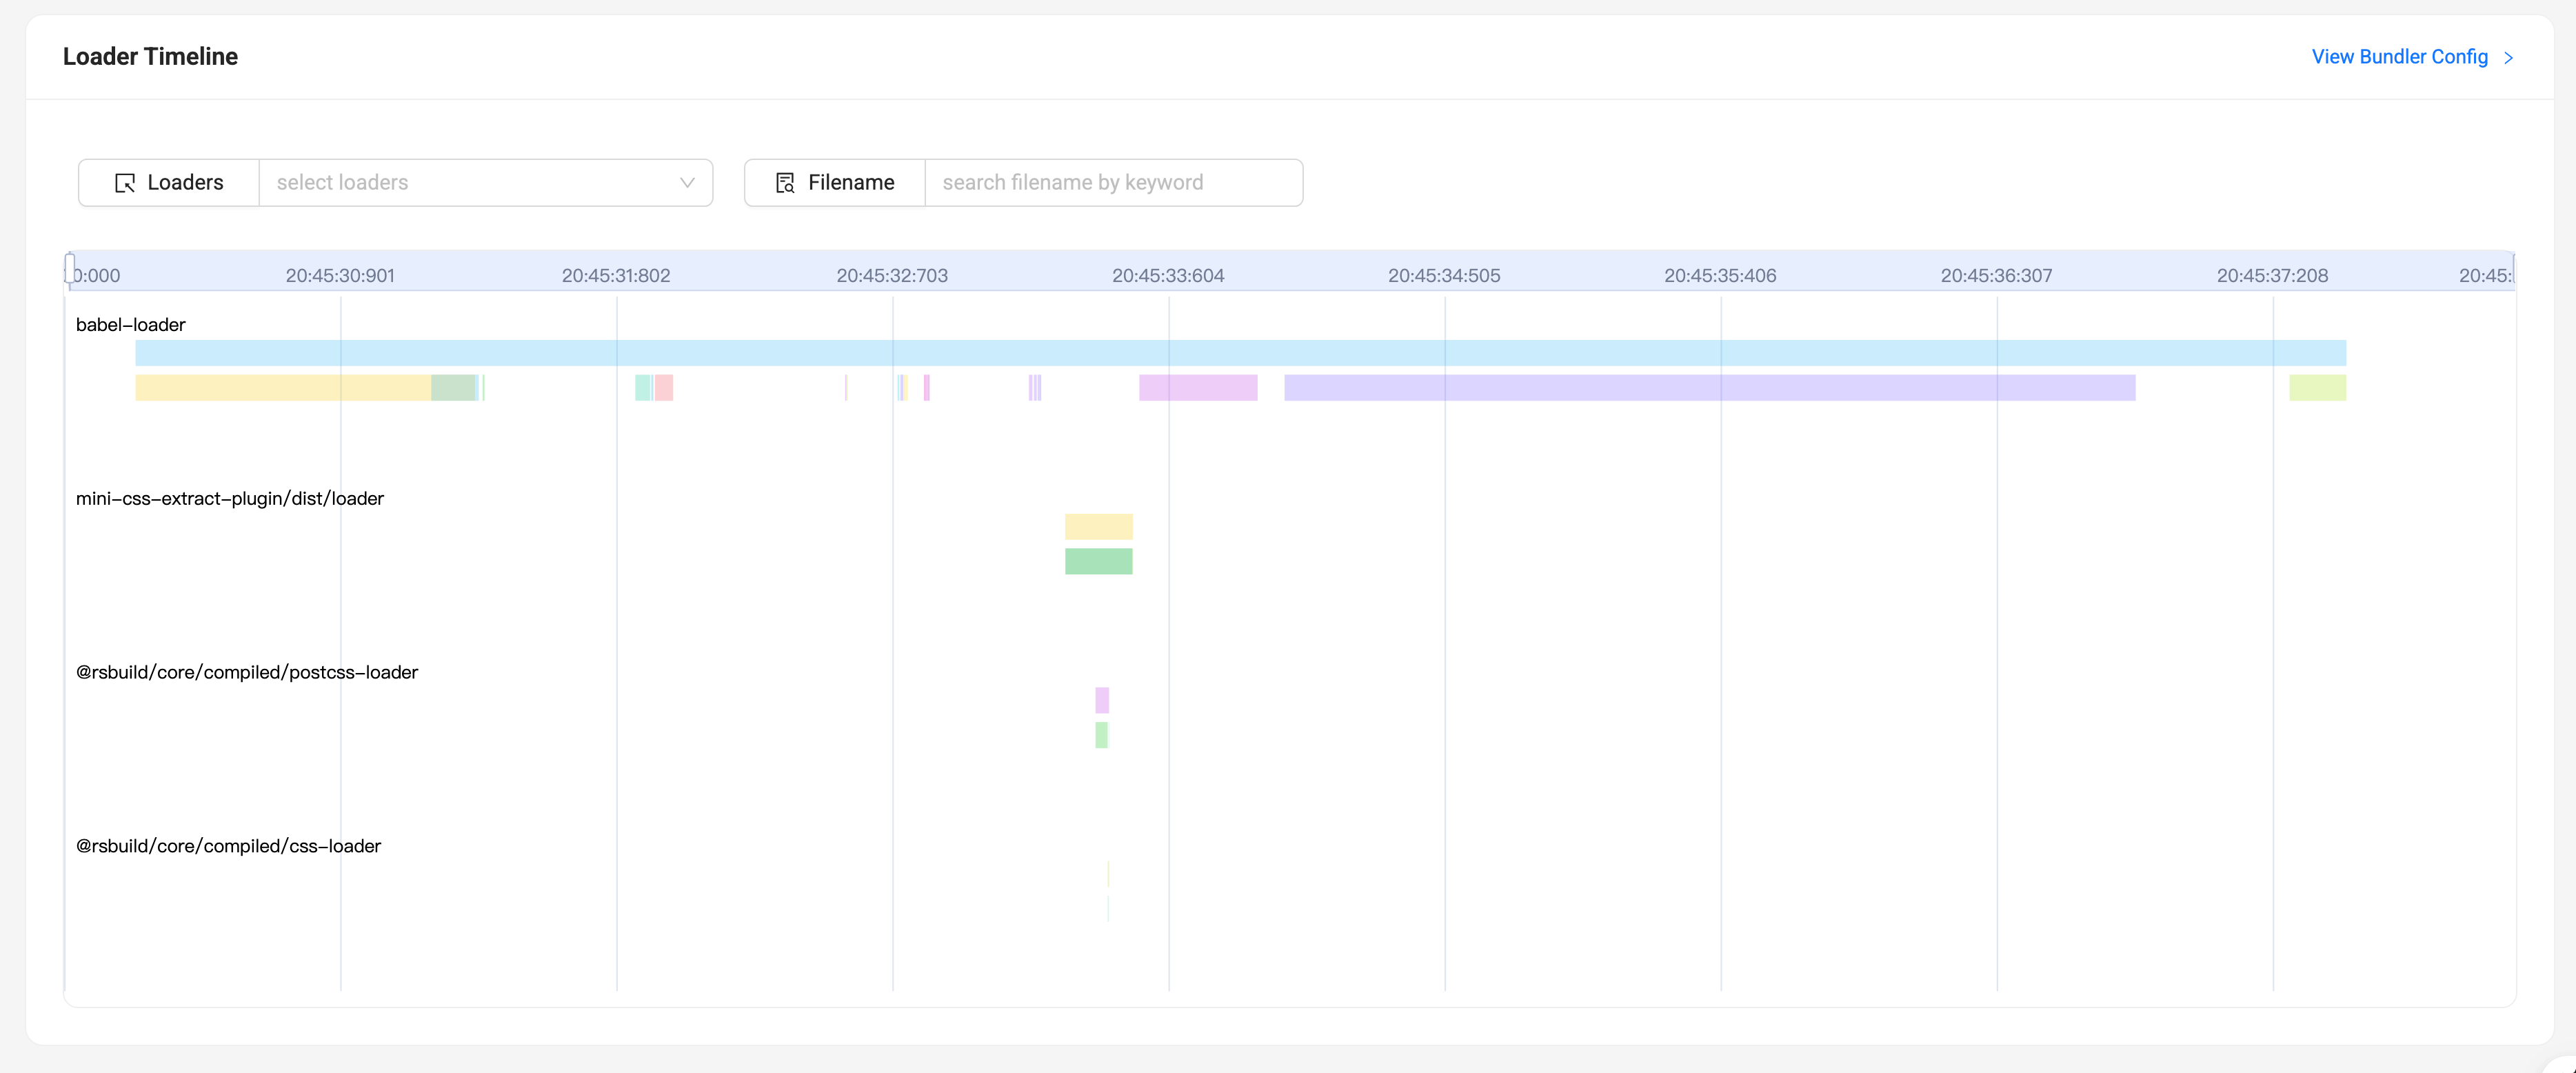 Loader Timeline
View Bundler Config
Loaders
select loaders
Filename
search filename by keyword
0:000 20:45:30:901 20:45:31:802 20:45:32:703 20:45:33:604 20:45:34:505 20:45:35:406 20:45:36:307 20:45:37:208 20:45:
babel-loader
mini-css-extract-plugin/dist/loader
@rsbuild/core/compiled/postcss-loader
@rsbuild/core/compiled/css-loader